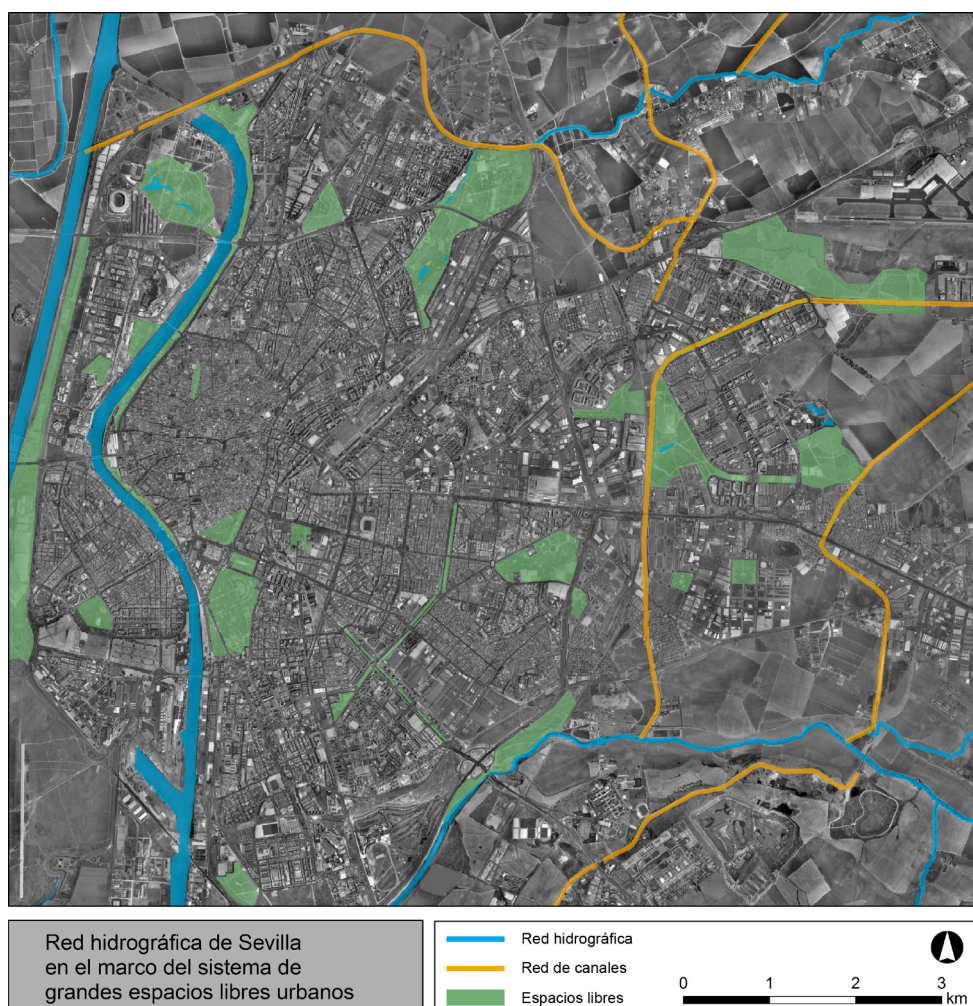 Red hidrográfica de Sevilla
en el marco del sistema de
grandes espacios libres urbanos
Red hidrográfica
Red de canales
Espacios libres
0 1 2 3
km